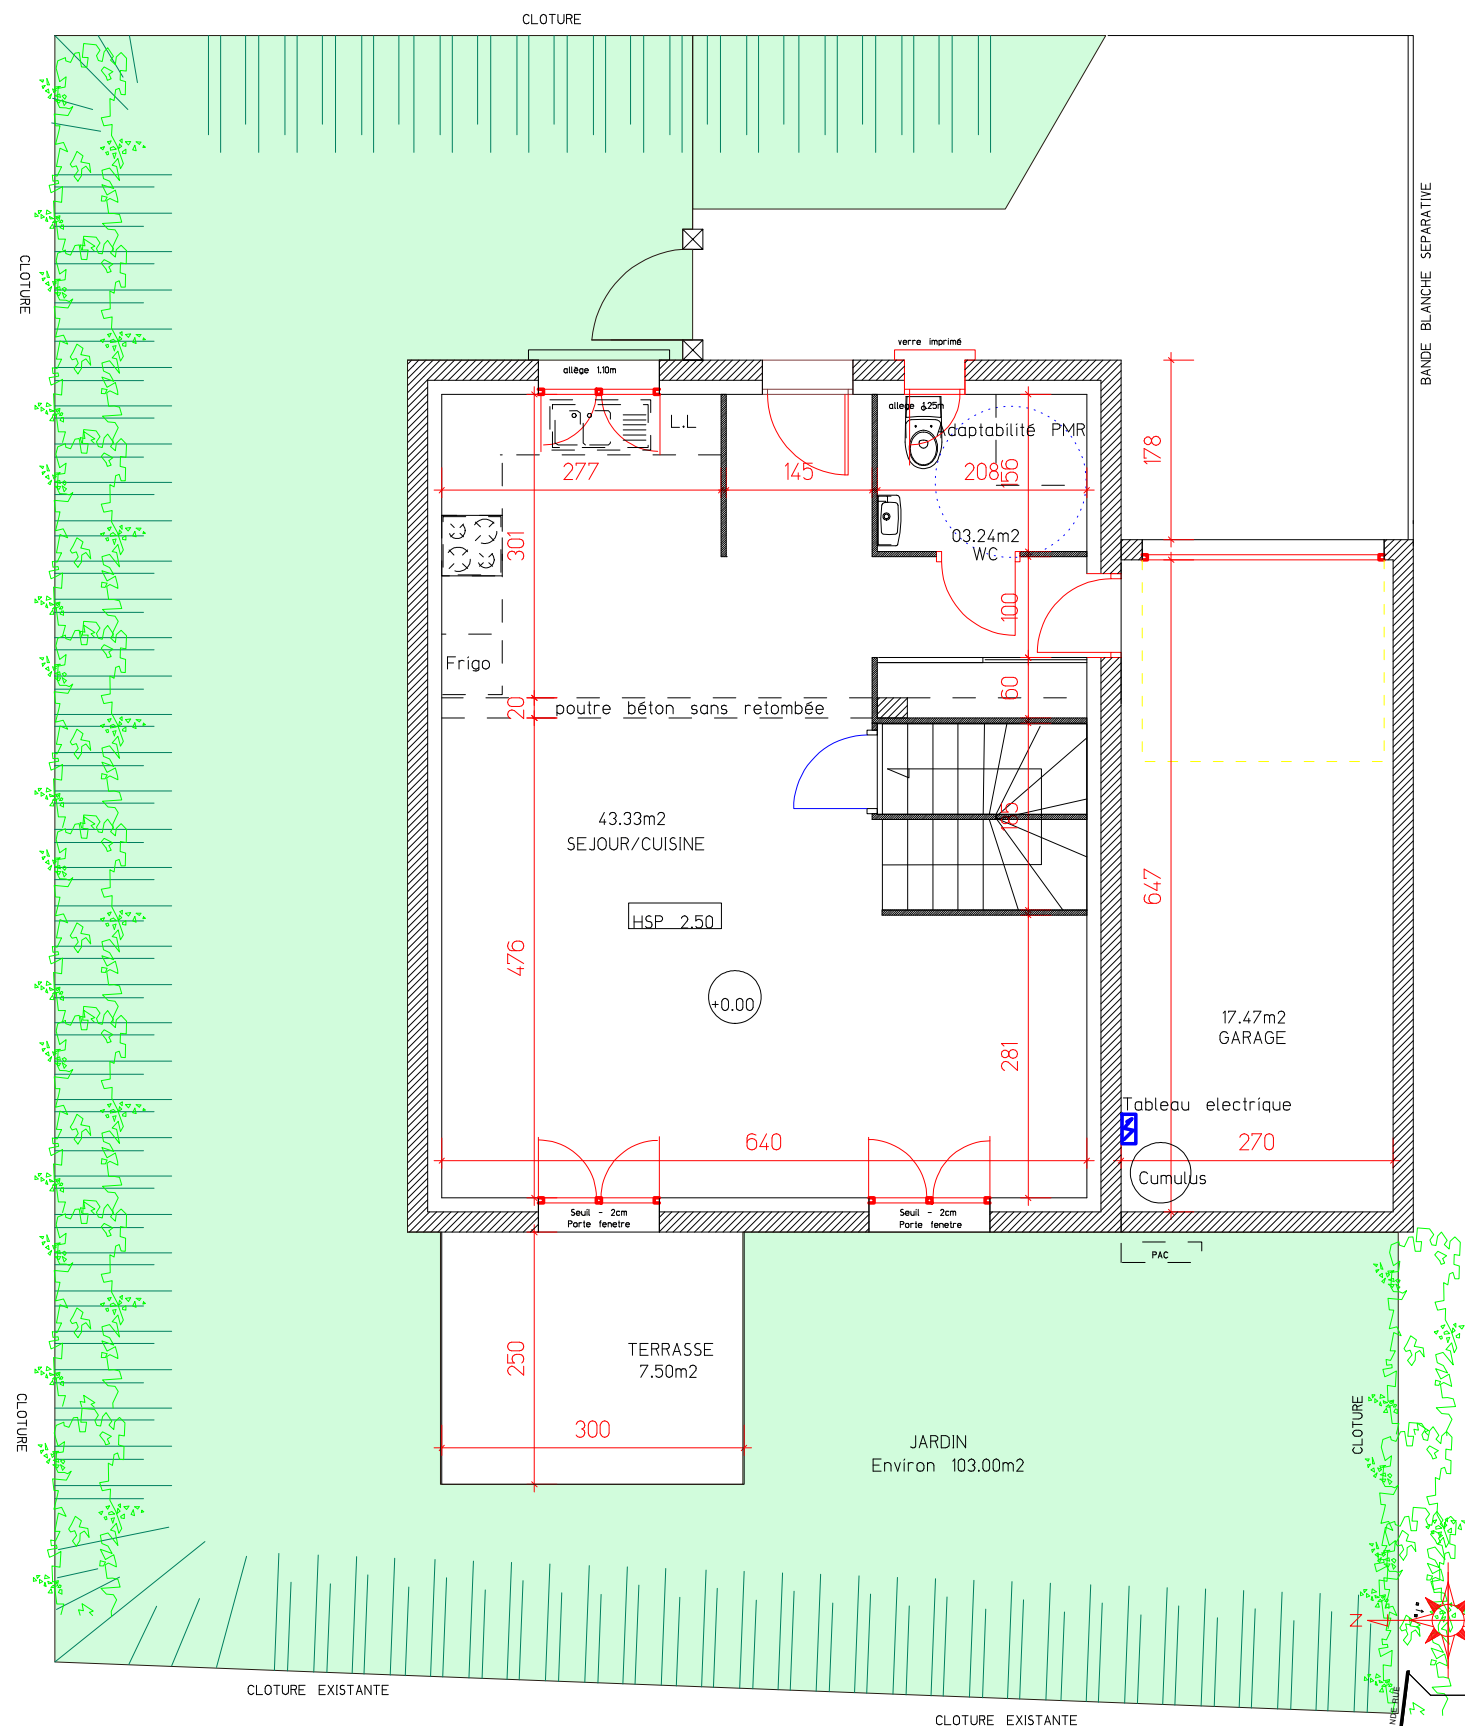 CLOTURE
BANDE BLANCHE SEPARATIVE
CLOTURE
verre imprimé
allège 1.10m
allege 1.25m
L.L
Adaptabilité PMR
178
277
145
208
156
301
03.24m2
WC
100
Frigo
60
20
poutre béton sans retombée
43.33m2
SEJOUR/CUISINE
647
HSP 2.50
476
+0.00
17.47m2
GARAGE
281
Tableau electrique
640
270
Cumulus
Seuil - 2cm
Porte fenetre
Seuil - 2cm
Porte fenetre
PAC
TERRASSE
7.50m2
250
CLOTURE
CLOTURE
300
JARDIN
Environ 103.00m2
N
CLOTURE EXISTANTE
CLOTURE EXISTANTE